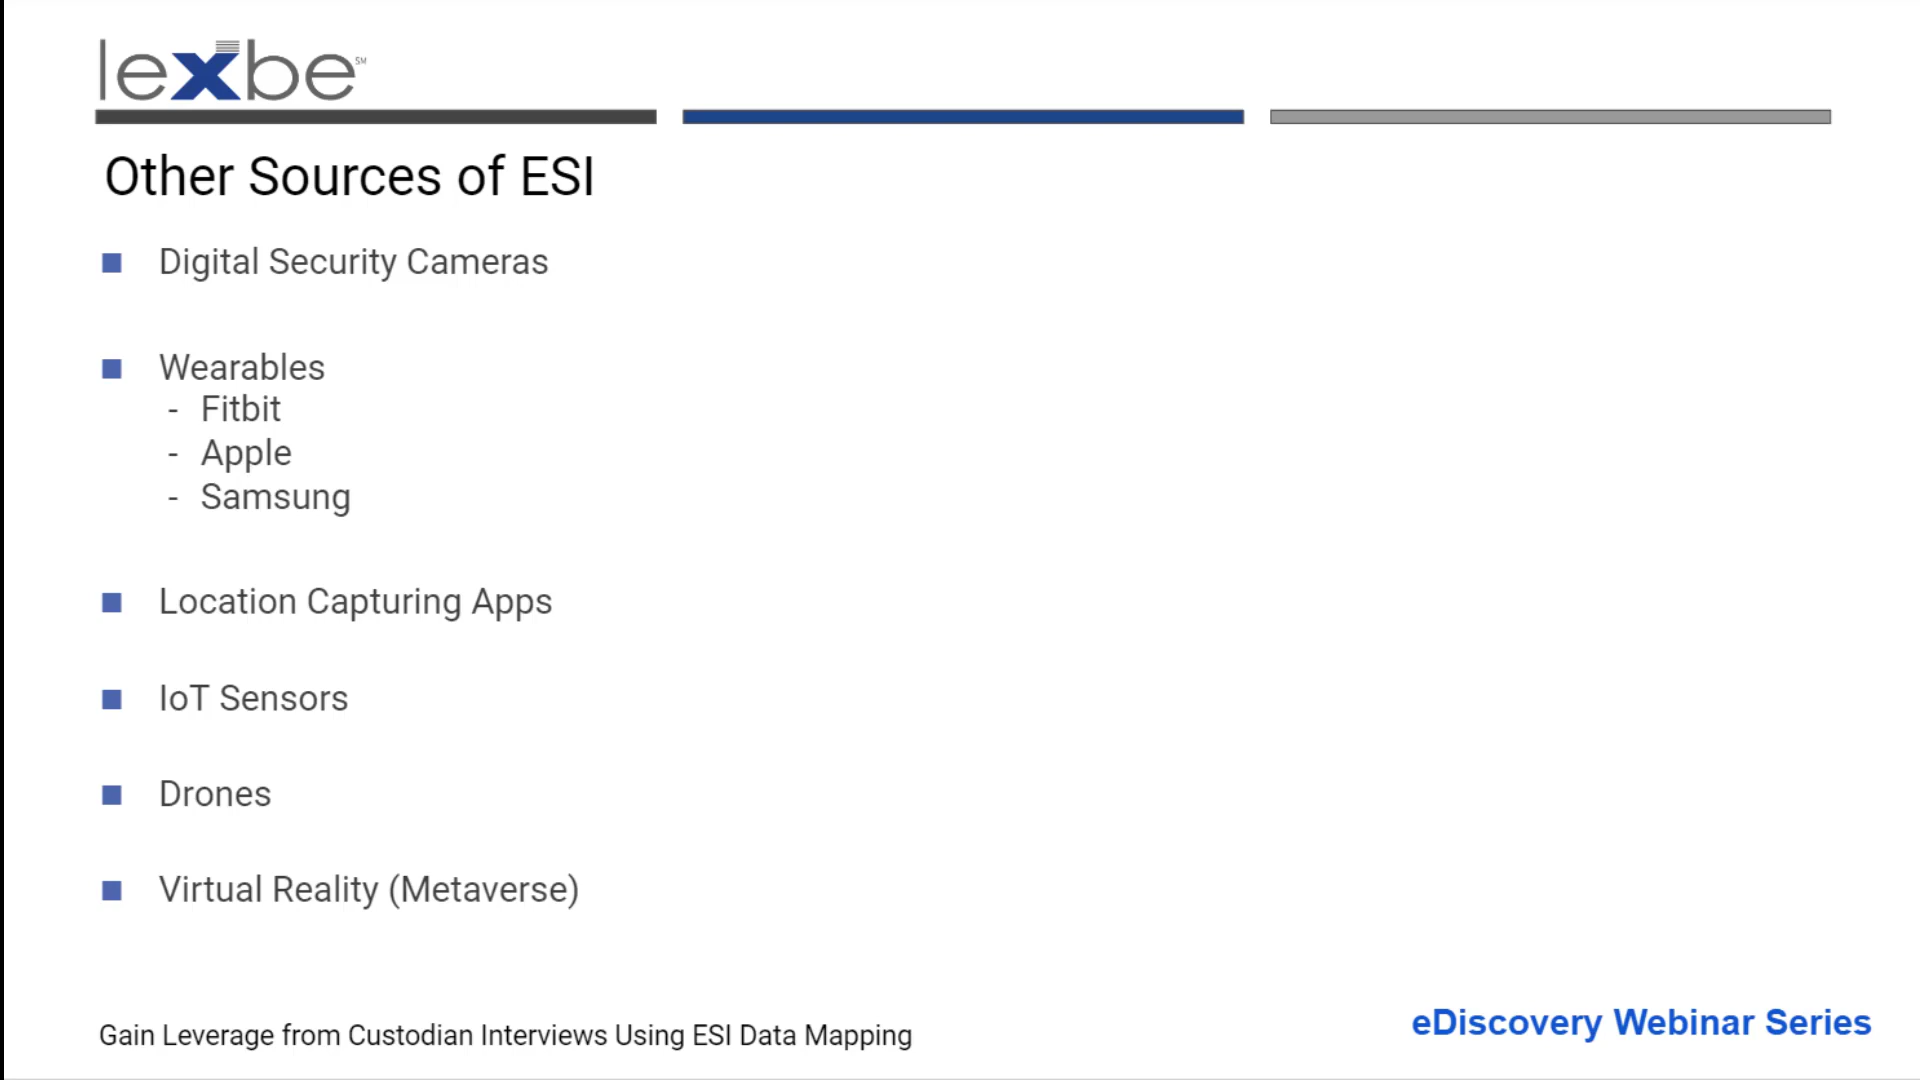 lexbe SM
Other Sources of ESI
■ Digital Security Cameras
■ Wearables
- Fitbit
- Apple
- Samsung
■ Location Capturing Apps
■ IoT Sensors
■ Drones
■ Virtual Reality (Metaverse)
Gain Leverage from Custodian Interviews Using ESI Data Mapping
eDiscovery Webinar Series